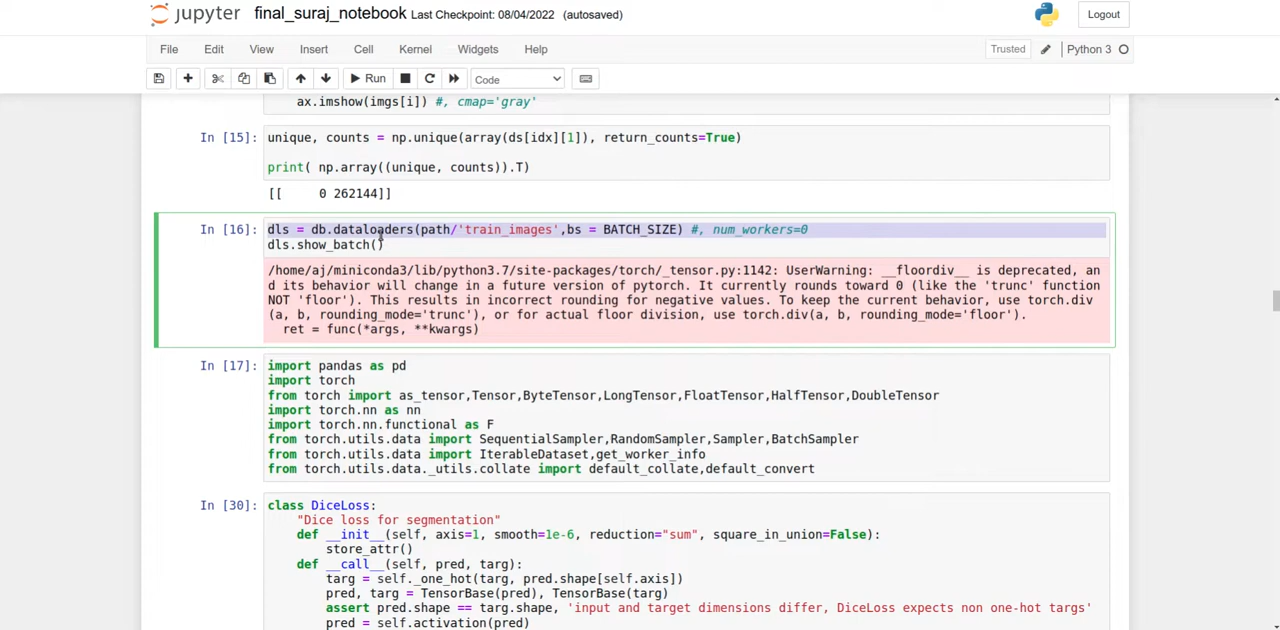 jupyter final_suraj_notebook Last Checkpoint: 08/04/2022 (autosaved) Logout
File Edit View Insert Cell Kernel Widgets Help Trusted Python 3
Run Code
ax.imshow(imgs[i]) #, cmap='gray'
In [15]: unique, counts = np.unique(array(ds[idx][1]), return_counts=True)
print( np.array((unique, counts)).T)
[[     0 262144]]
In [16]: dls = db.dataloaders(path/'train_images',bs = BATCH_SIZE) #, num_workers=0
dls.show_batch()
/home/aj/miniconda3/lib/python3.7/site-packages/torch/_tensor.py:1142: UserWarning: __floordiv__ is deprecated, an
d its behavior will change in a future version of pytorch. It currently rounds toward 0 (like the 'trunc' function
NOT 'floor'). This results in incorrect rounding for negative values. To keep the current behavior, use torch.div
(a, b, rounding_mode='trunc'), or for actual floor division, use torch.div(a, b, rounding_mode='floor').
  ret = func(*args, **kwargs)
In [17]: import pandas as pd
import torch
from torch import as_tensor,Tensor,ByteTensor,LongTensor,FloatTensor,HalfTensor,DoubleTensor
import torch.nn as nn
import torch.nn.functional as F
from torch.utils.data import SequentialSampler,RandomSampler,Sampler,BatchSampler
from torch.utils.data import IterableDataset,get_worker_info
from torch.utils.data._utils.collate import default_collate,default_convert
In [30]: class DiceLoss:
    "Dice loss for segmentation"
    def __init__(self, axis=1, smooth=1e-6, reduction="sum", square_in_union=False):
        store_attr()
    def __call__(self, pred, targ):
        targ = self._one_hot(targ, pred.shape[self.axis])
        pred, targ = TensorBase(pred), TensorBase(targ)
        assert pred.shape == targ.shape, 'input and target dimensions differ, DiceLoss expects non one-hot targs'
        pred = self.activation(pred)